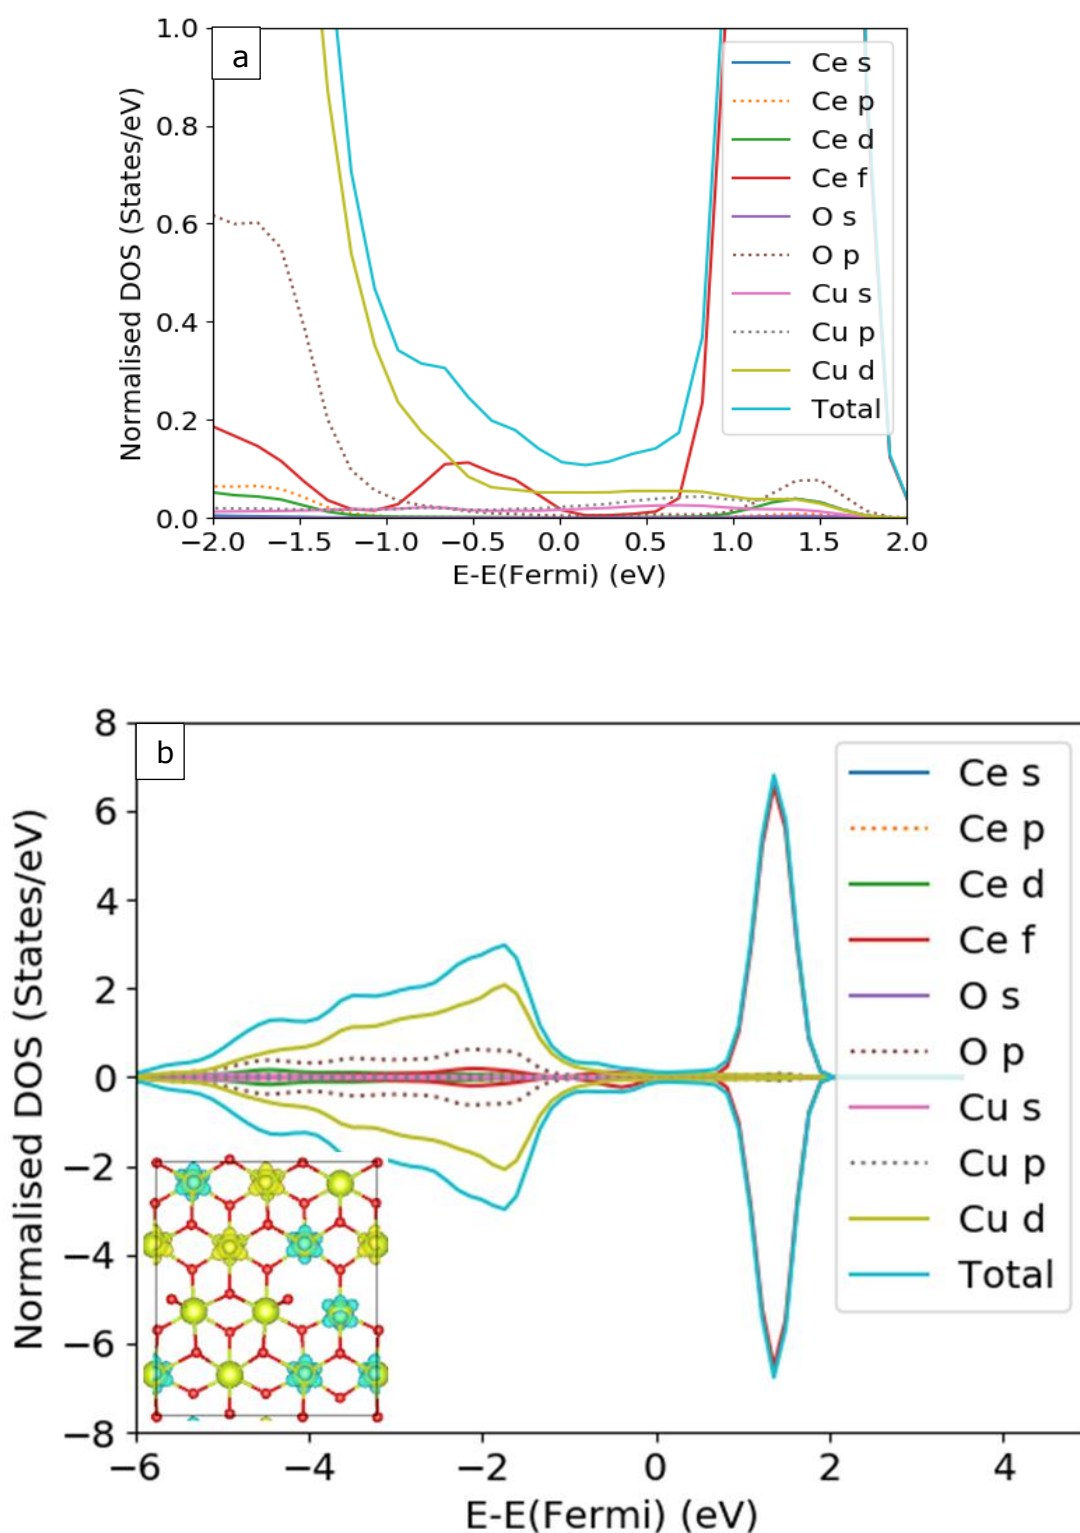 a
1.0
0.8
0.6
0.4
0.2
0.0
Normalised DOS (States/eV)
−2.0 −1.5 −1.0 −0.5 0.0 0.5 1.0 1.5 2.0
E-E(Fermi) (eV)
Ce s
Ce p
Ce d
Ce f
O s
O p
Cu s
Cu p
Cu d
Total
b
8
6
4
2
0
−2
−4
−6
−8
Normalised DOS (States/eV)
−6 −4 −2 0 2 4
E-E(Fermi) (eV)
Ce s
Ce p
Ce d
Ce f
O s
O p
Cu s
Cu p
Cu d
Total